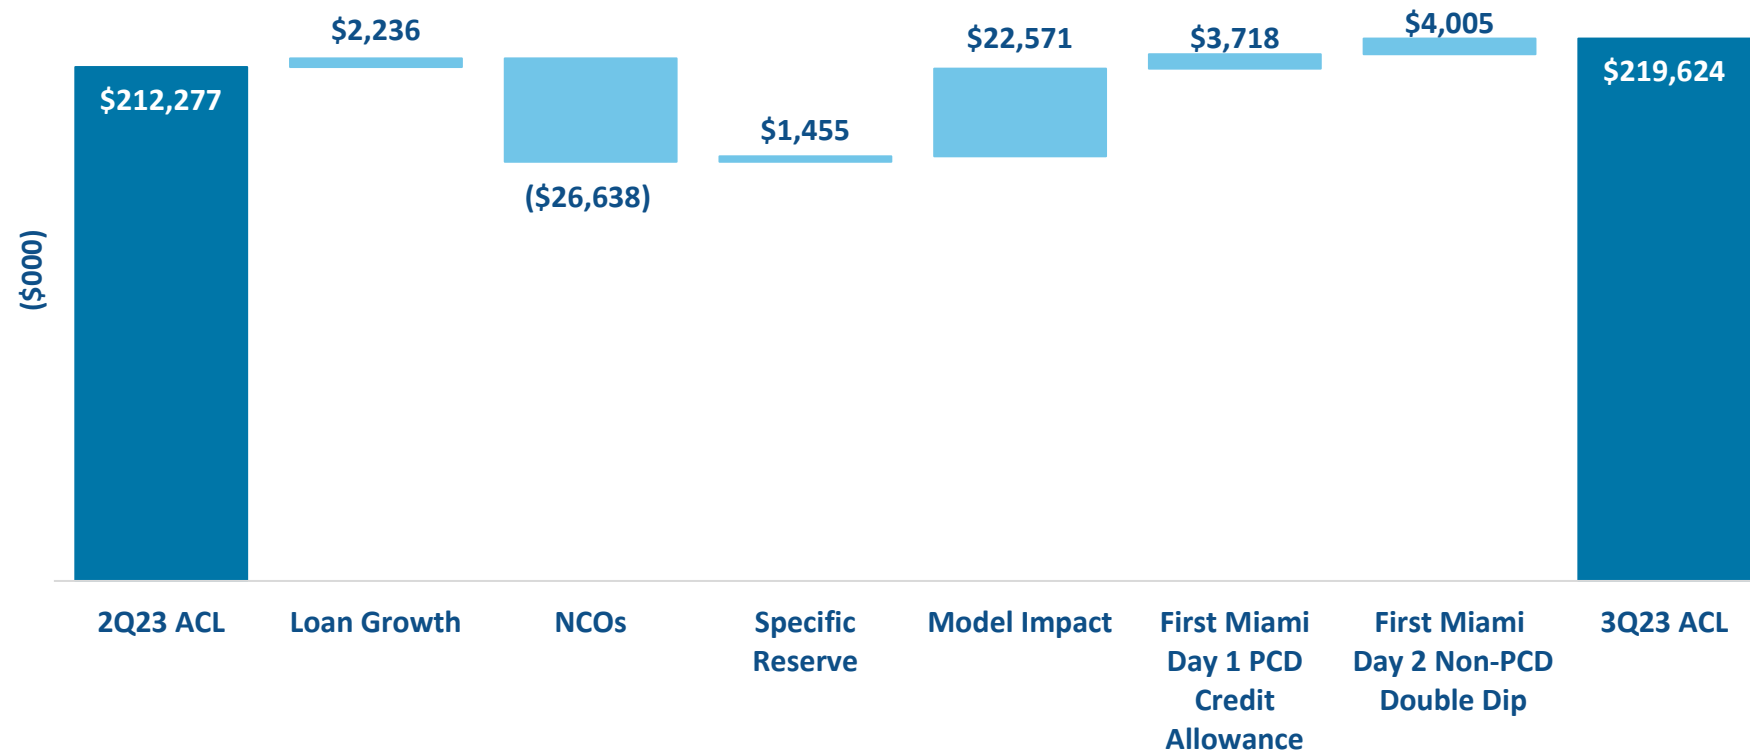 $2,236
$22,571
$3,718
$4,005
$212,277
$1,455
$219,624
($26,638)
($000)
2Q23 ACL
Loan Growth
NCOs
Specific
Reserve
Model Impact
First Miami
Day 1 PCD
Credit
Allowance
First Miami
Day 2 Non-PCD
Double Dip
3Q23 ACL